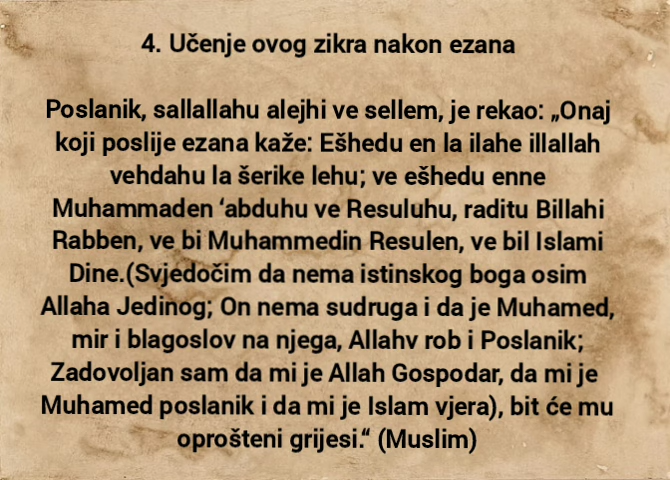 4. Učenje ovog zikra nakon ezana
Poslanik, sallallahu alejhi ve sellem, je rekao: „Onaj
koji poslije ezana kaže: Ešhedu en la ilahe illallah
vehdahu la šerike lehu; ve ešhedu enne
Muhammaden ‘abduhu ve Resuluhu, raditu Billahi
Rabben, ve bi Muhammedin Resulen, ve bil Islami
Dine.(Svjedočim da nema istinskog boga osim
Allaha Jedinog; On nema sudruga i da je Muhamed,
mir i blagoslov na njega, Allahv rob i Poslanik;
Zadovoljan sam da mi je Allah Gospodar, da mi je
Muhamed poslanik i da mi je Islam vjera), bit će mu
oprošteni grijesi.“ (Muslim)